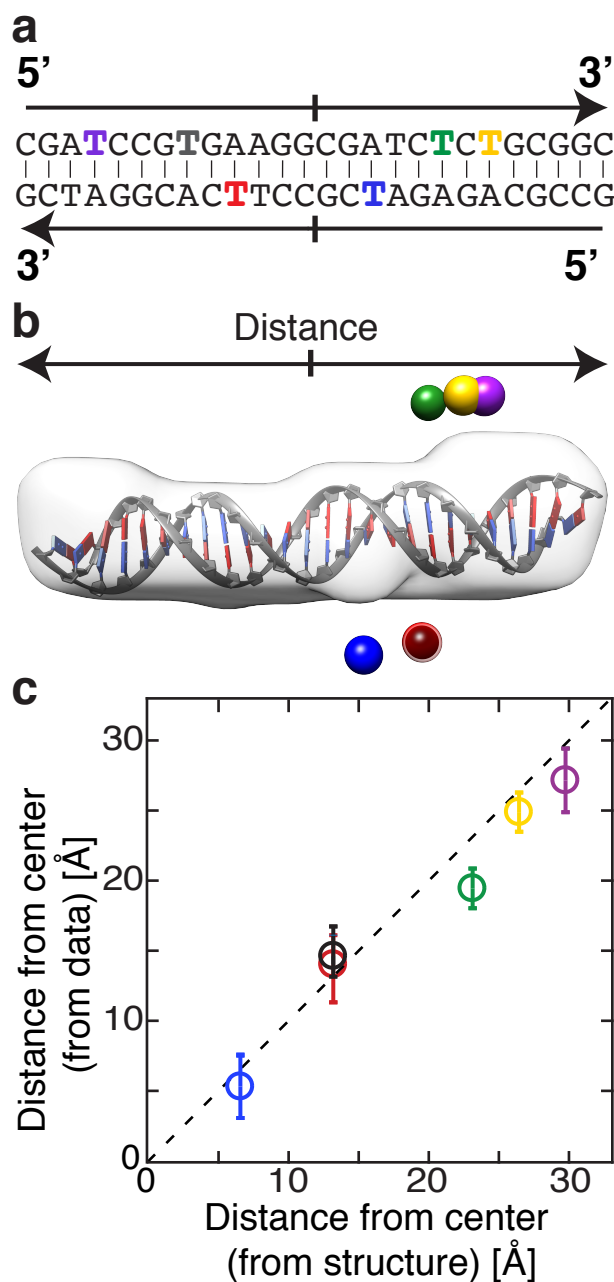 a
5’ 3’
CGATCCGTGAAGGCGATCTCTGCGGC
GCTAGGCACTTCCGCTAGAGACGCCG
3’ 5’
b
Distance
c
Distance from center
(from data) [Å]
30
20
10
0
0 10 20 30
Distance from center
(from structure) [Å]